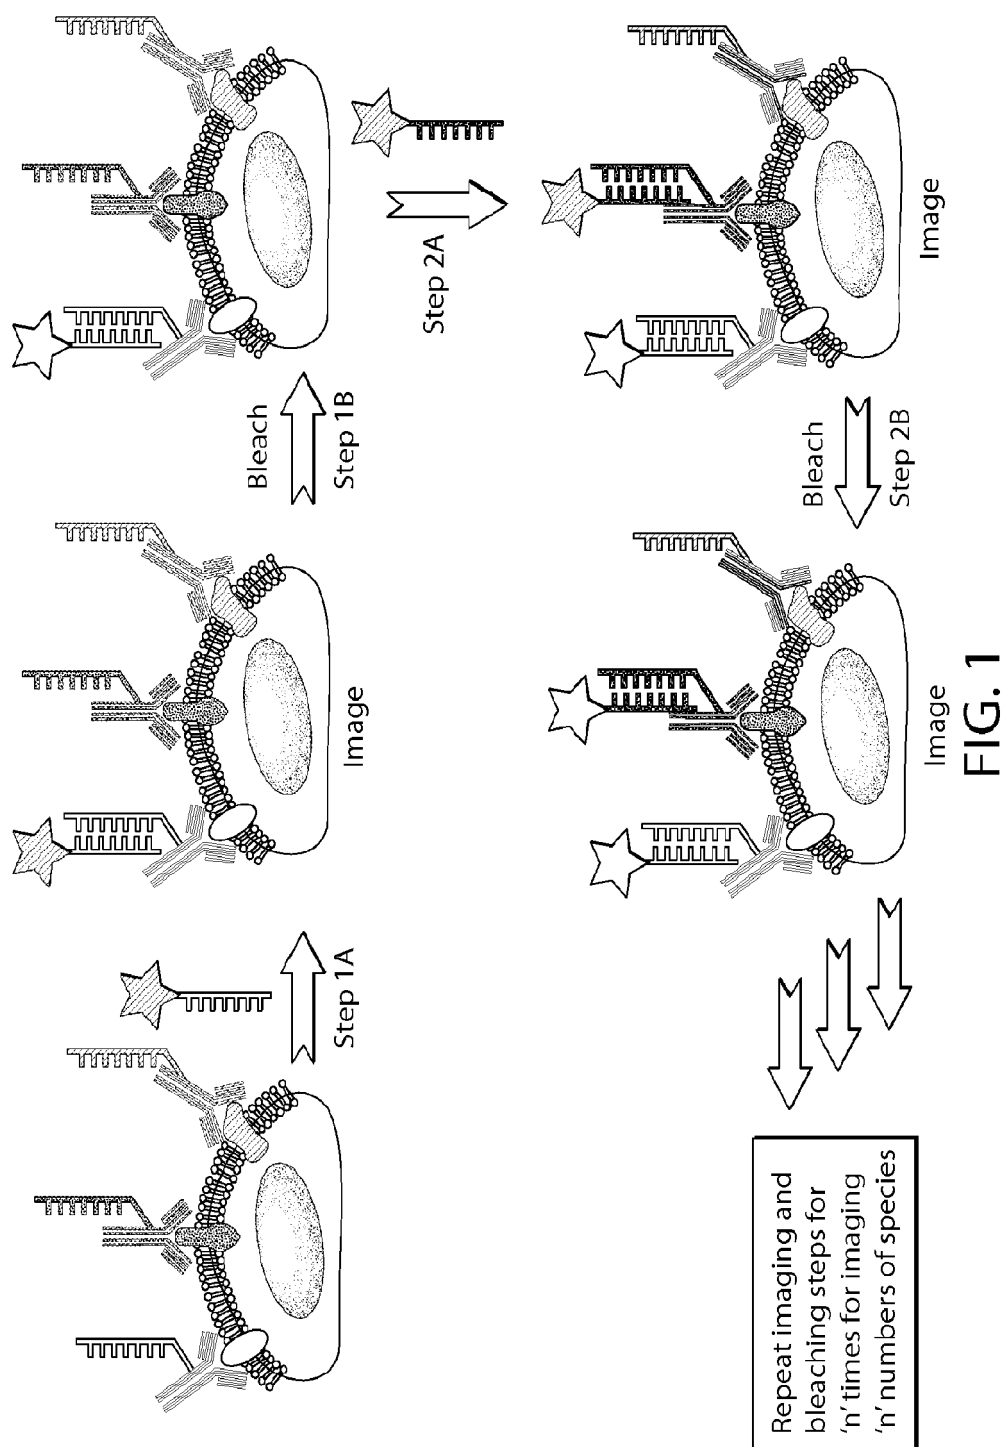 Step 1A
Image
Bleach
Step 1B
Step 2A
Image
Bleach
Step 2B
Image
Repeat imaging and
bleaching steps for
'n' times for imaging
'n' numbers of species
FIG. 1